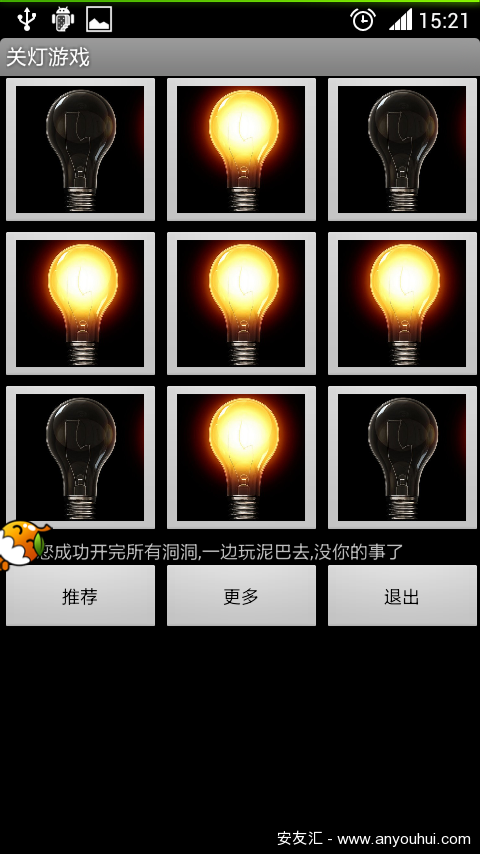 15:21
关灯游戏
您成功开完所有洞洞,一边玩泥巴去,没你的事了
推荐
更多
退出
安友汇 - www.anyouhui.com